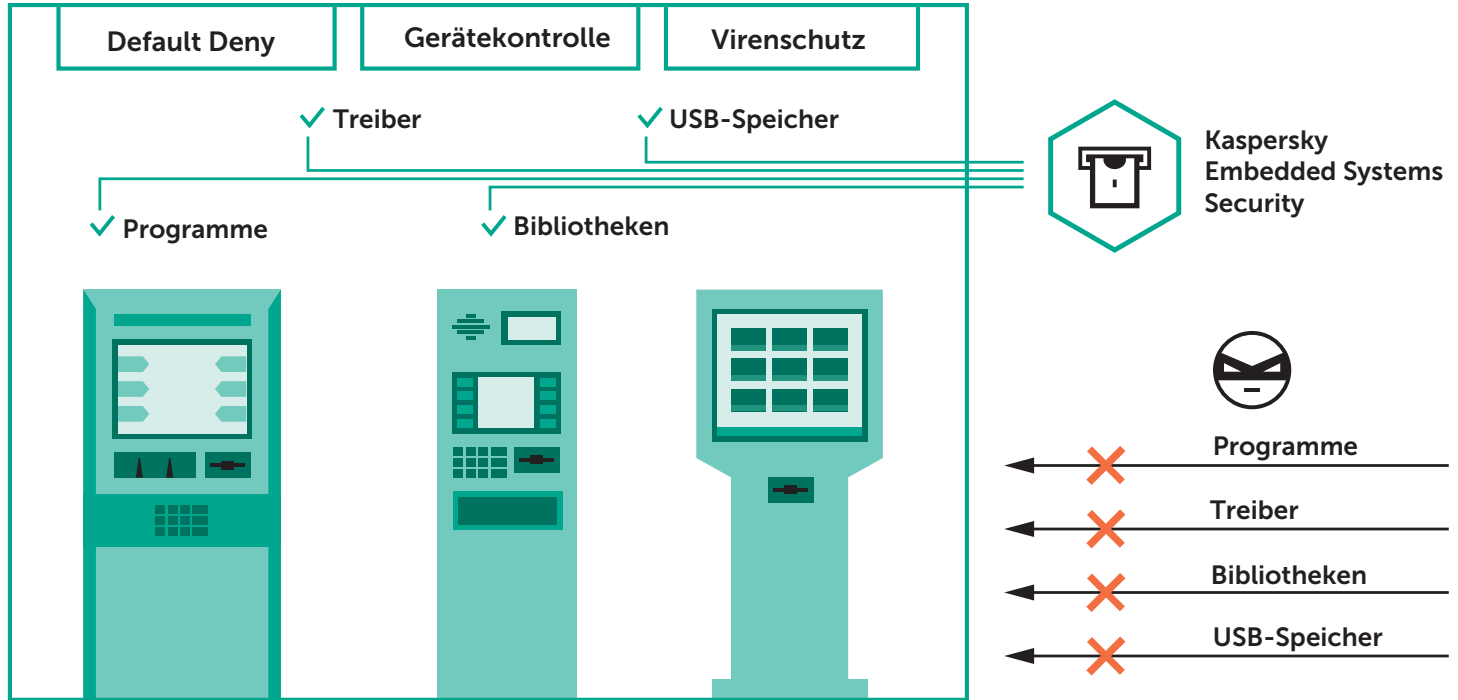 Default Deny
Gerätekontrolle
Virenschutz
Treiber
USB-Speicher
Programme
Bibliotheken
Kaspersky
Embedded Systems
Security
Programme
Treiber
Bibliotheken
USB-Speicher